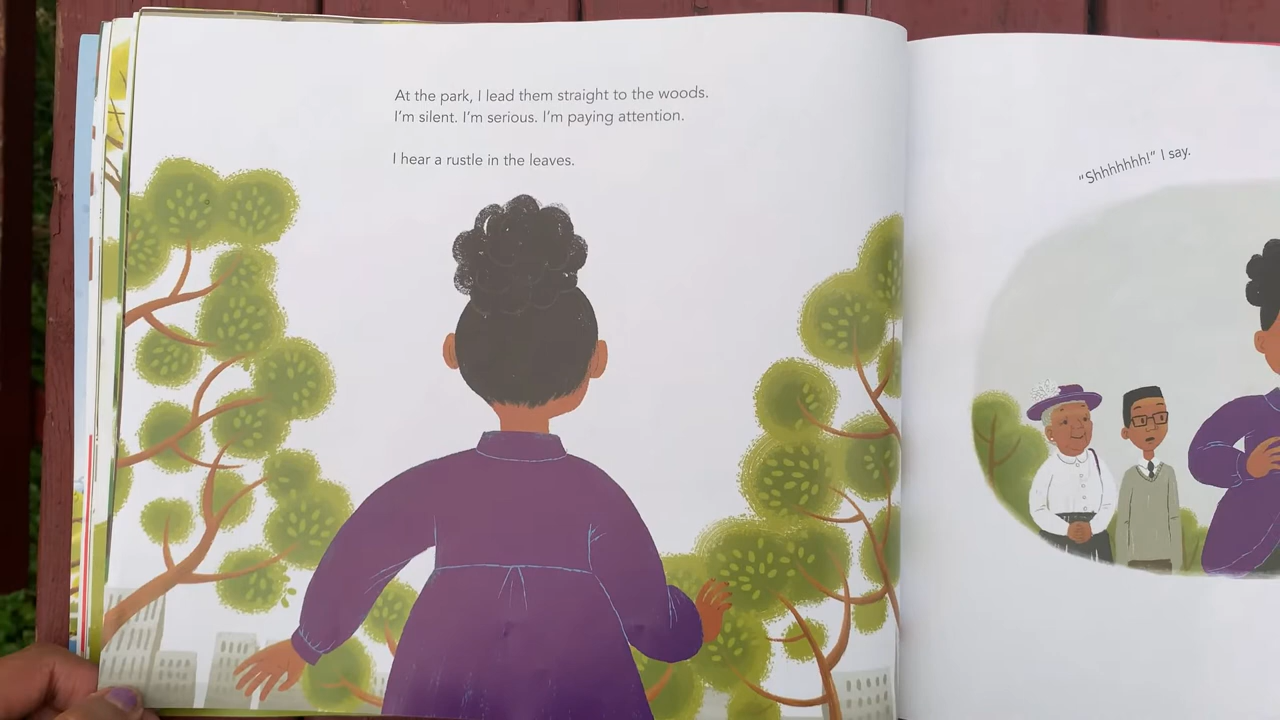 At the park, I lead them straight to the woods.
I'm silent. I'm serious. I'm paying attention.
I hear a rustle in the leaves.
"Shhhhhhh!" I say.